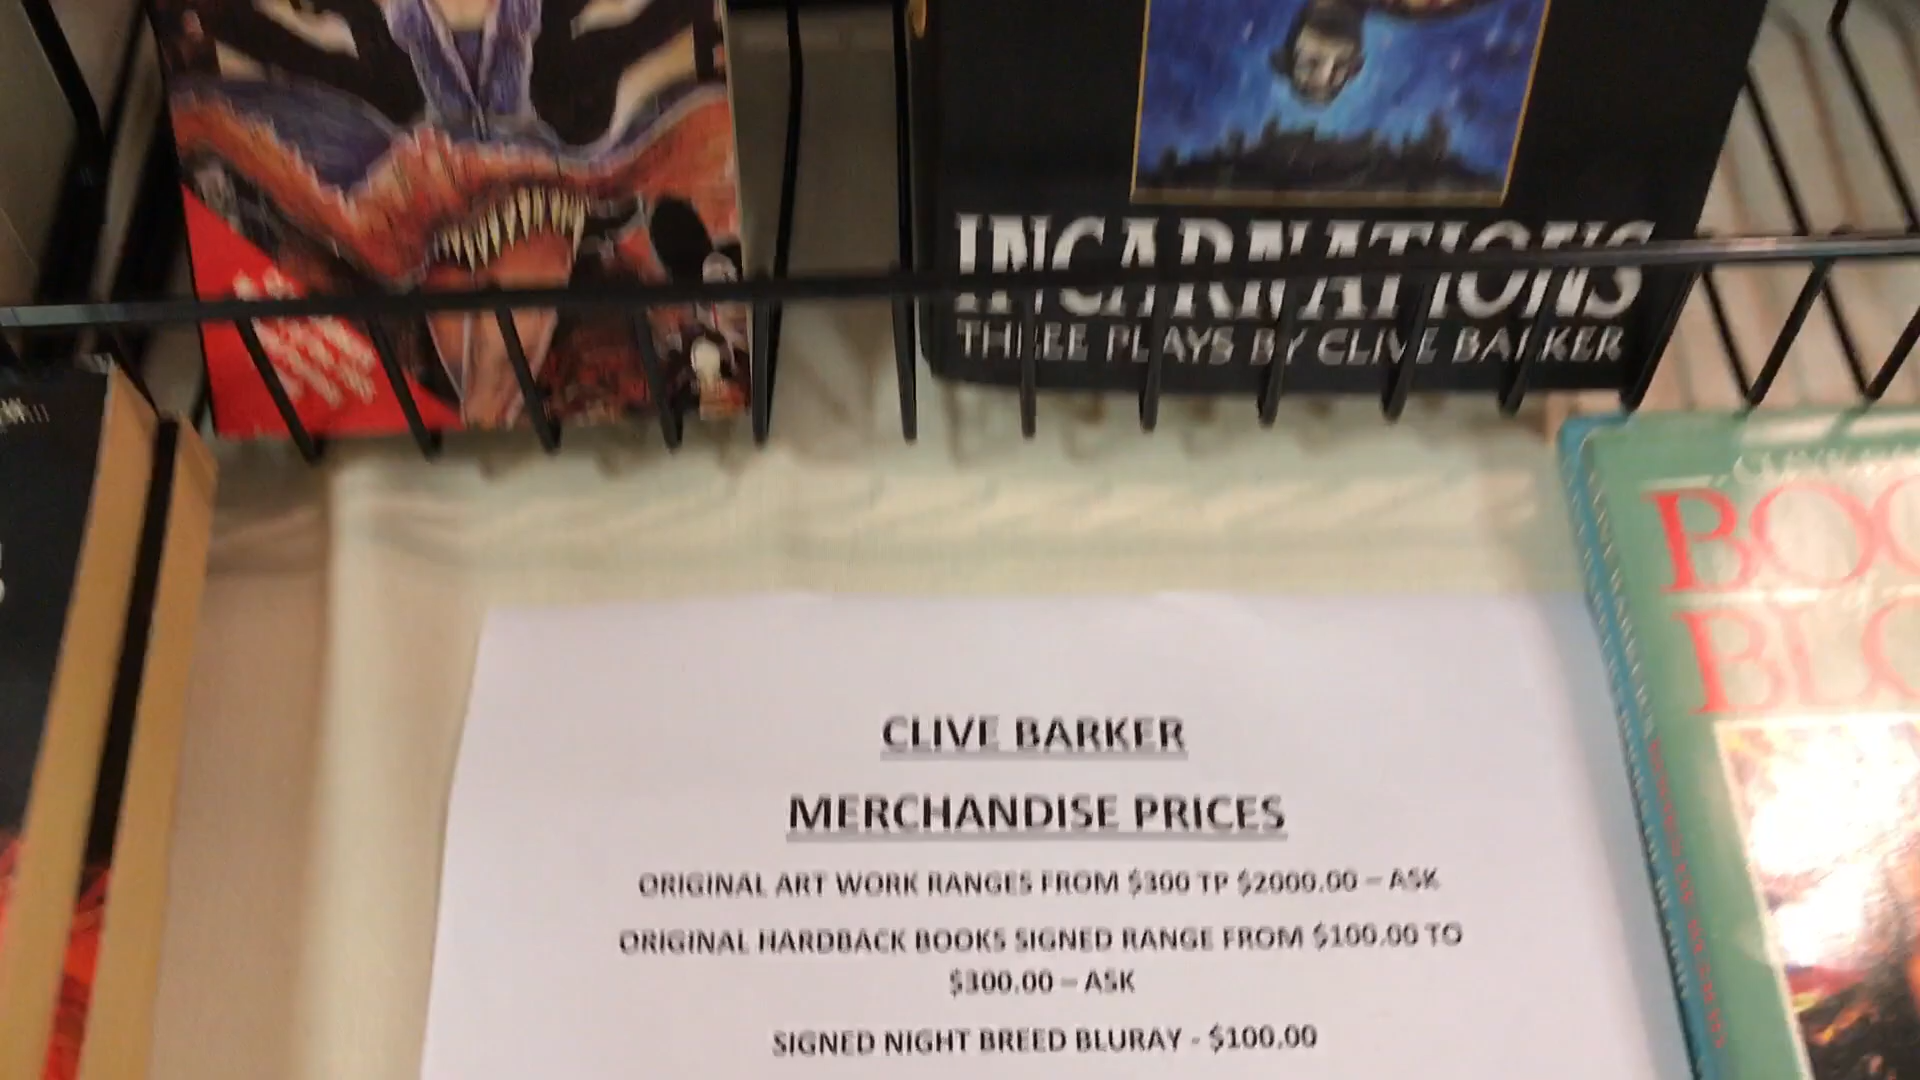 INCARNATIONS
THREE PLAYS BY CLIVE BARKER
BOO
BLO
CLIVE BARKER
MERCHANDISE PRICES
ORIGINAL ART WORK RANGES FROM $300 TP $2000.00 – ASK
ORIGINAL HARDBACK BOOKS SIGNED RANGE FROM $100.00 TO
$300.00 – ASK
SIGNED NIGHT BREED BLURAY - $100.00